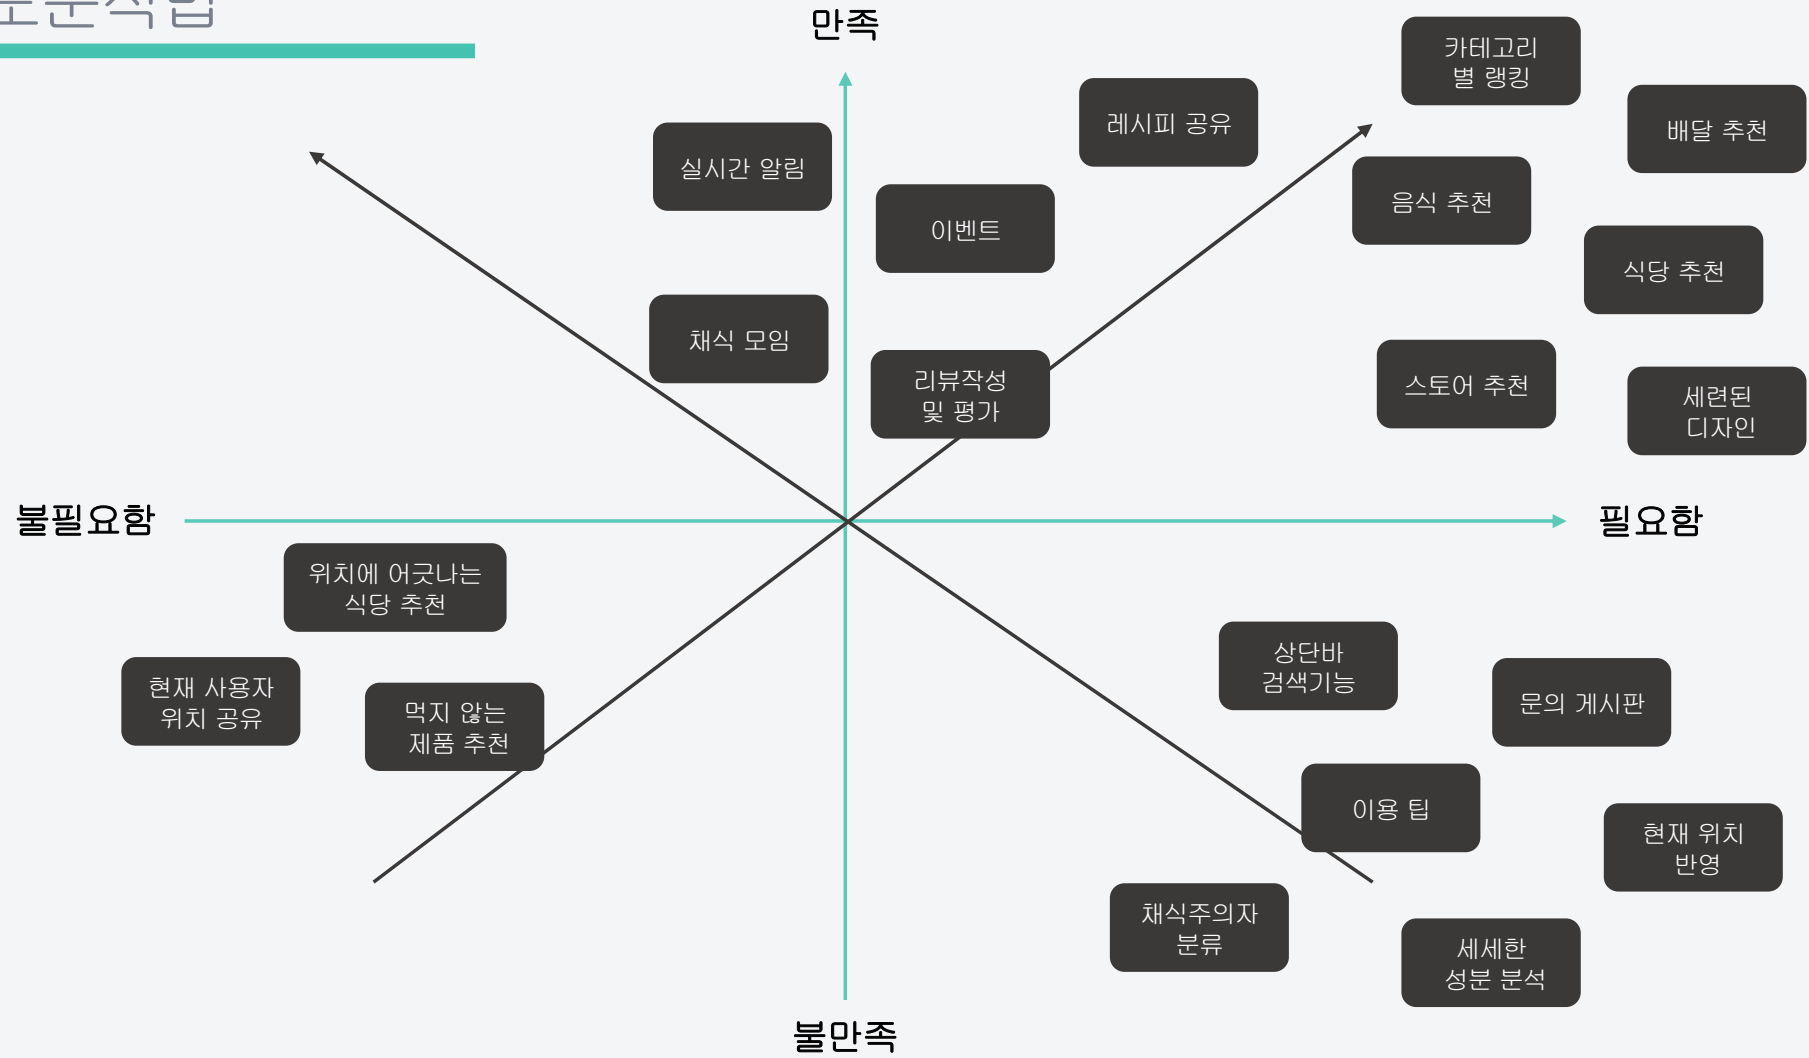 만족
카테고리
별 랭킹
레시피 공유
배달 추천
실시간 알림
음식 추천
이벤트
식당 추천
채식 모임
리뷰작성
및 평가
스토어 추천
세련된
디자인
불필요함
필요함
위치에 어긋나는
식당 추천
현재 사용자
위치 공유
먹지 않는
제품 추천
상단바
검색기능
문의 게시판
이용 팁
현재 위치
반영
채식주의자
분류
세세한
성분 분석
불만족